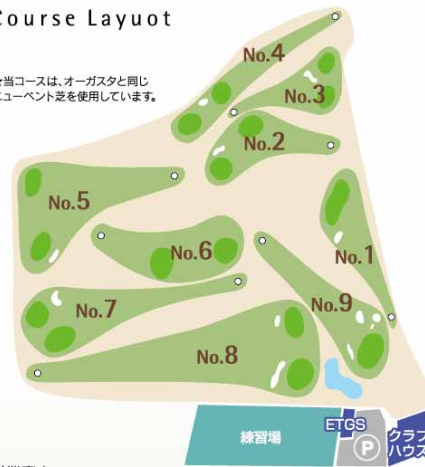 Course Layuot
当コースは、オーガスタと同じ
ニューベント芝を使用しています。
No.4
No.3
No.2
No.5
No.1
No.6
No.9
No.7
No.8
練習場
ETGS
P
クラブ
ハウス